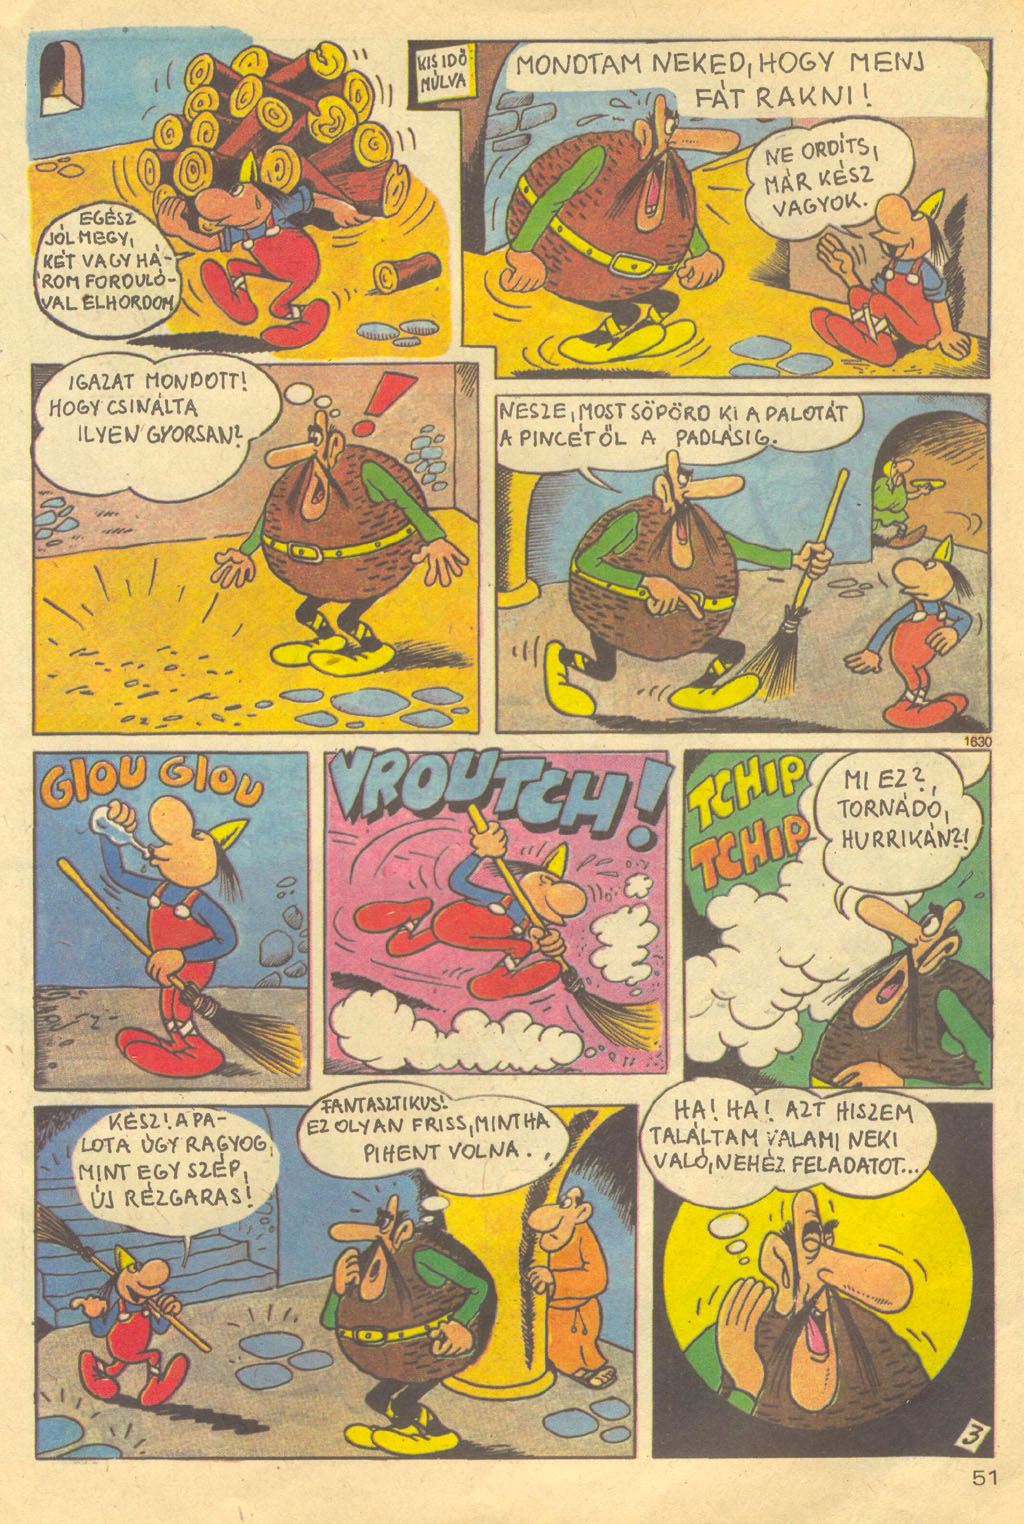 EGÉSZ
JÓL MEGY,
KÉT VAGY HÁ-
ROM FORDULÓ-
VAL ELHORDOM
KIS IDŐ
MÚLVA
MONDTAM NEKED, HOGY MENJ
FÁT RAKNI!
NE ORDÍTS,
MÁR KÉSZ
VAGYOK.
IGAZAT MONDOTT!
HOGY CSINÁLTA
ILYEN GYORSAN?
!
NESZE, MOST SÖPÖRD KI A PALOTÁT
A PINCÉTŐL A PADLÁSIG.
1630
GLOU GLOU
VROUTCH!
TCHIP
TCHIP
MI EZ?,
TORNÁDÓ,
HURRIKÁN?!
KÉSZ! A PA-
LOTA ÚGY RAGYOG,
MINT EGY SZÉP,
ÚJ RÉZGARAS!
FANTASZTIKUS!
EZ OLYAN FRISS, MINTHA
PIHENT VOLNA...
HA! HA! AZT HISZEM
TALÁLTAM VALAMI NEKI
VALÓ, NEHÉZ FELADATOT...
3
51